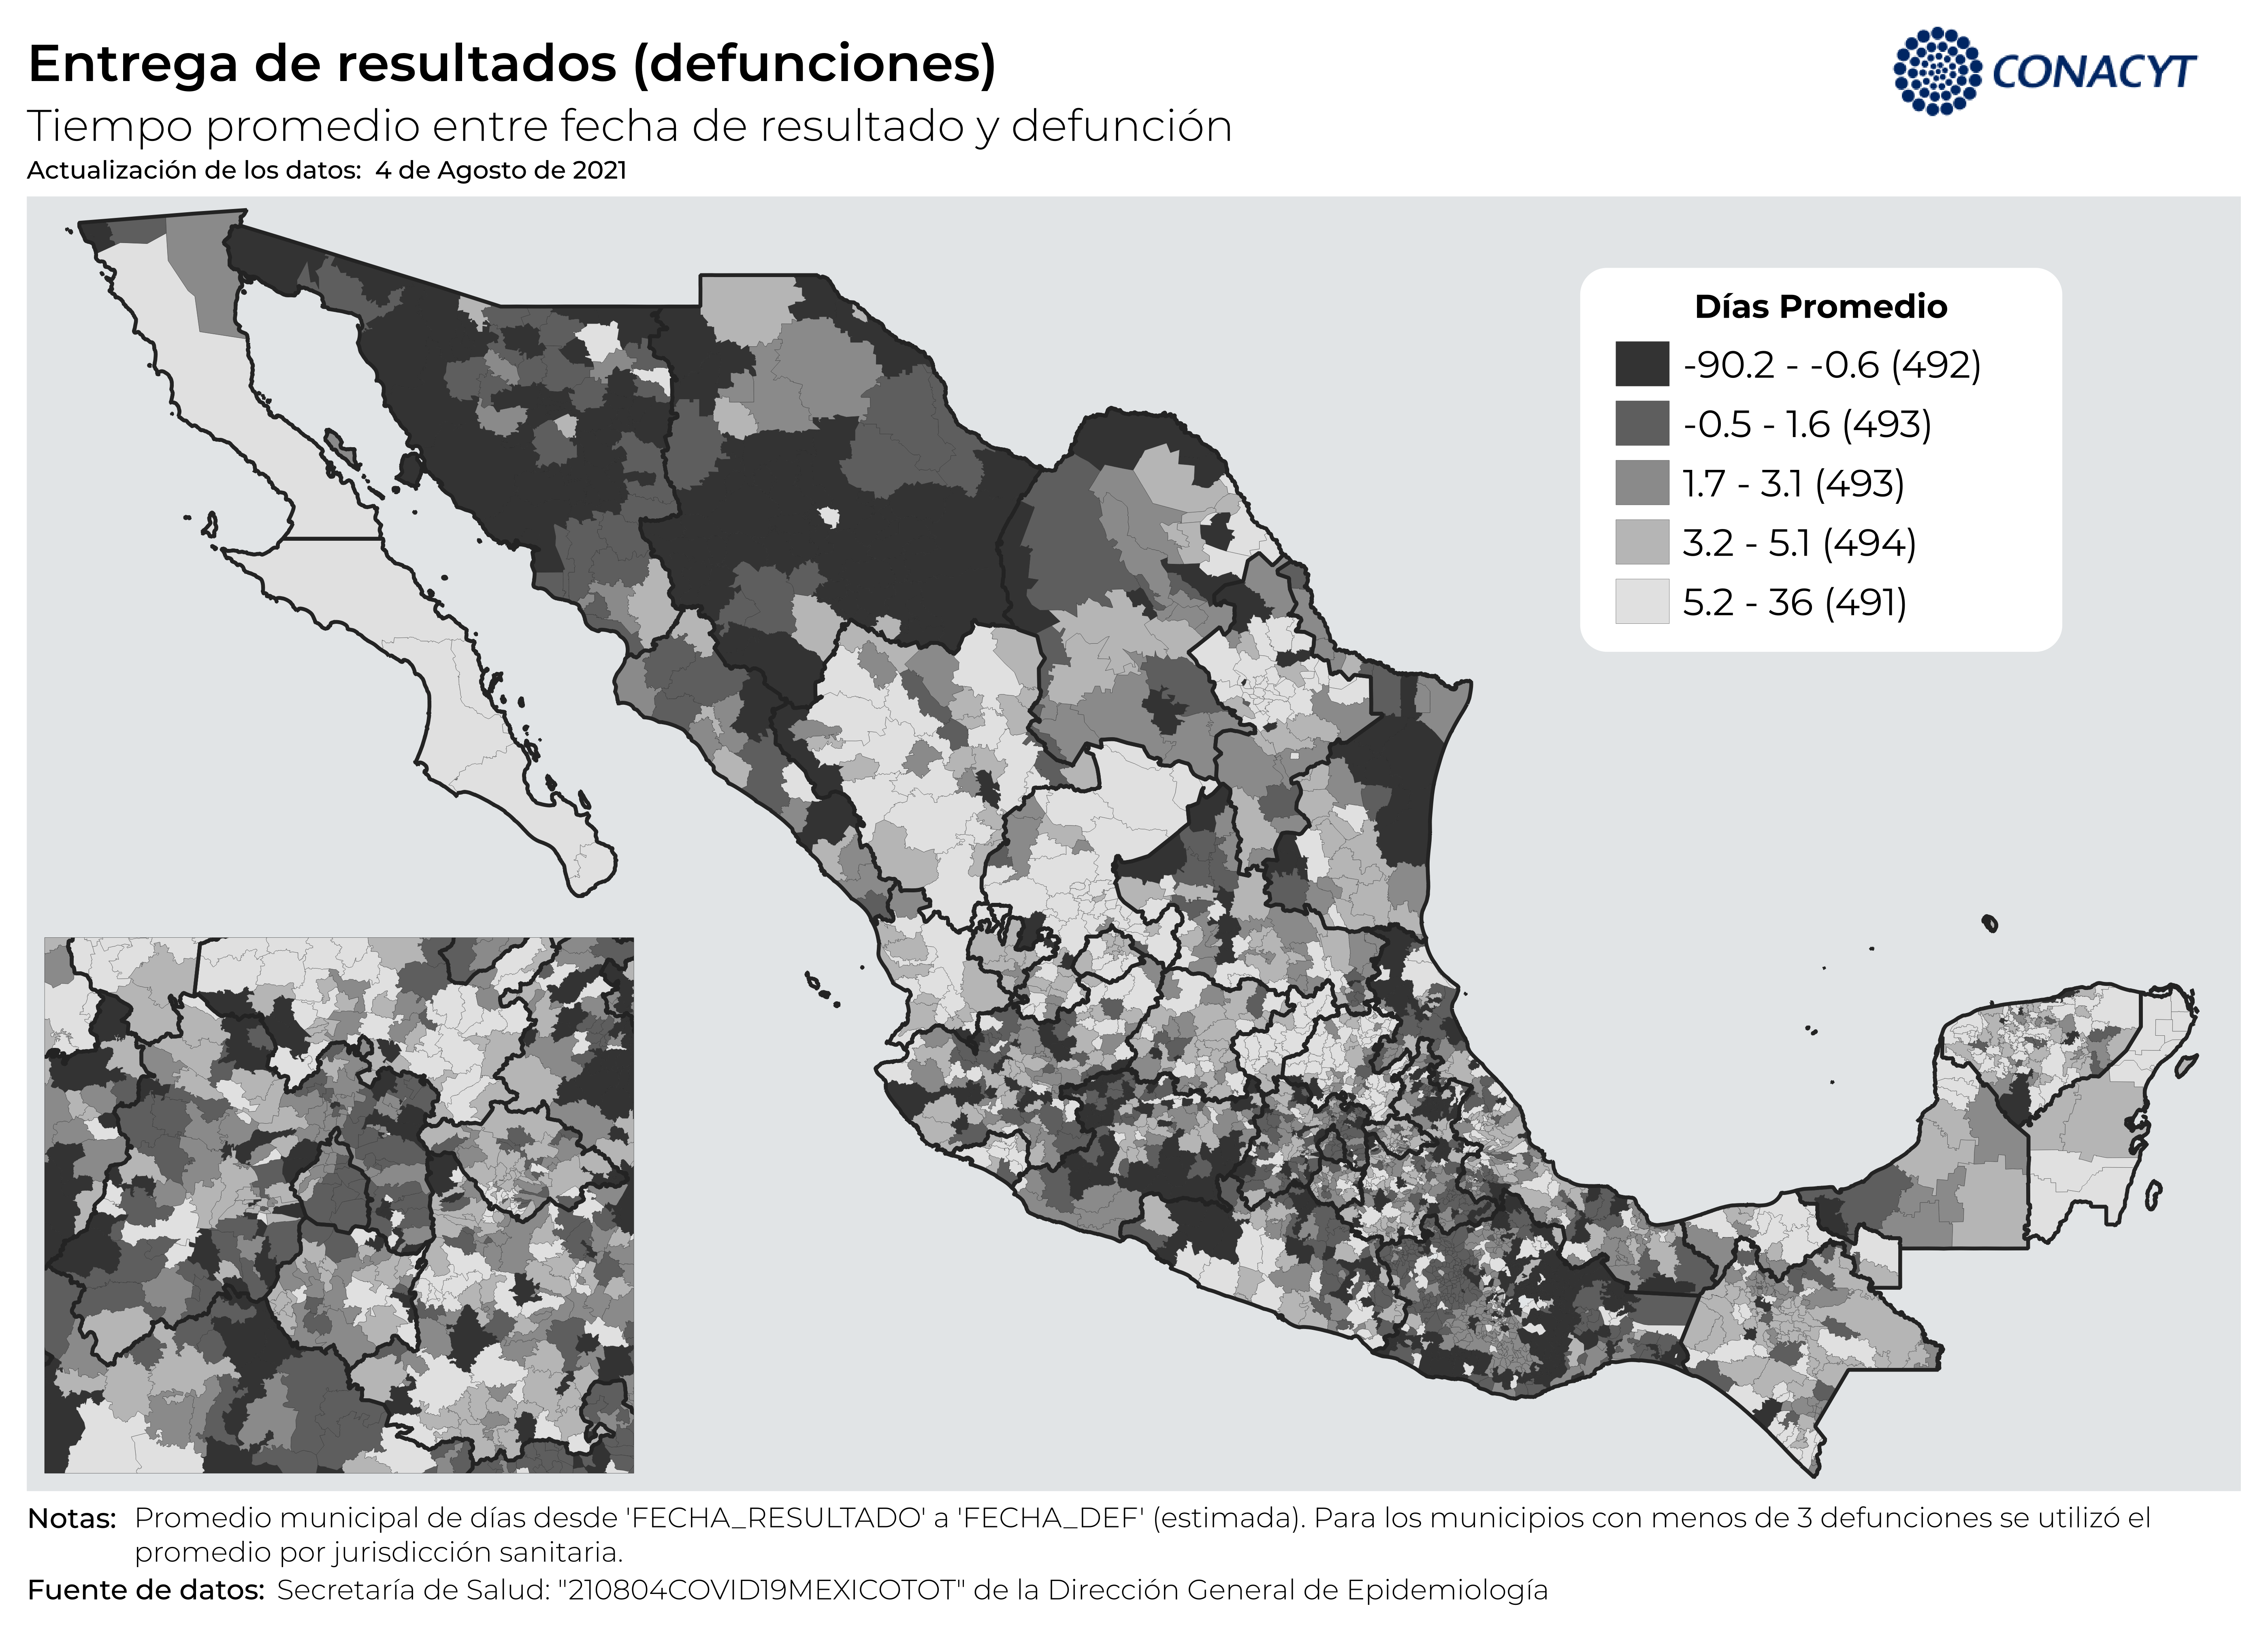 Entrega de resultados (defunciones)
CONACYT
Tiempo promedio entre fecha de resultado y defunción
Actualización de los datos: 4 de Agosto de 2021
Días Promedio
-90.2 - -0.6 (492)
-0.5 - 1.6 (493)
1.7 - 3.1 (493)
3.2 - 5.1 (494)
5.2 - 36 (491)
Notas: Promedio municipal de días desde 'FECHA_RESULTADO' a 'FECHA_DEF' (estimada). Para los municipios con menos de 3 defunciones se utilizó el
promedio por jurisdicción sanitaria.
Fuente de datos: Secretaría de Salud: "210804COVID19MEXICOTOT" de la Dirección General de Epidemiología